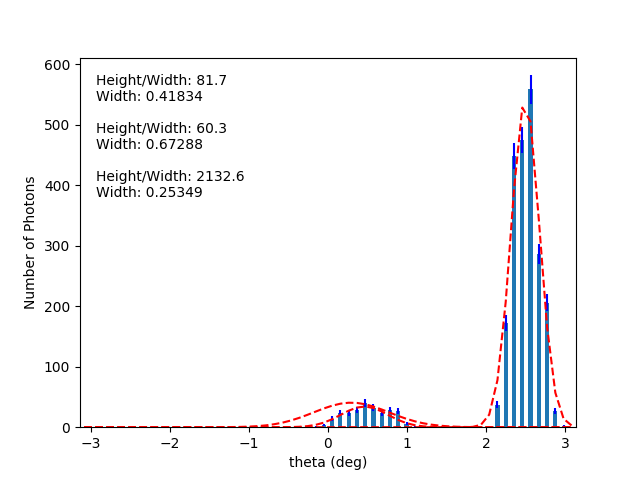 Height/Width: 81.7
Width: 0.41834
Height/Width: 60.3
Width: 0.67288
Height/Width: 2132.6
Width: 0.25349
600
500
400
300
200
100
0
Number of Photons
−3 −2 −1 0 1 2 3
theta (deg)